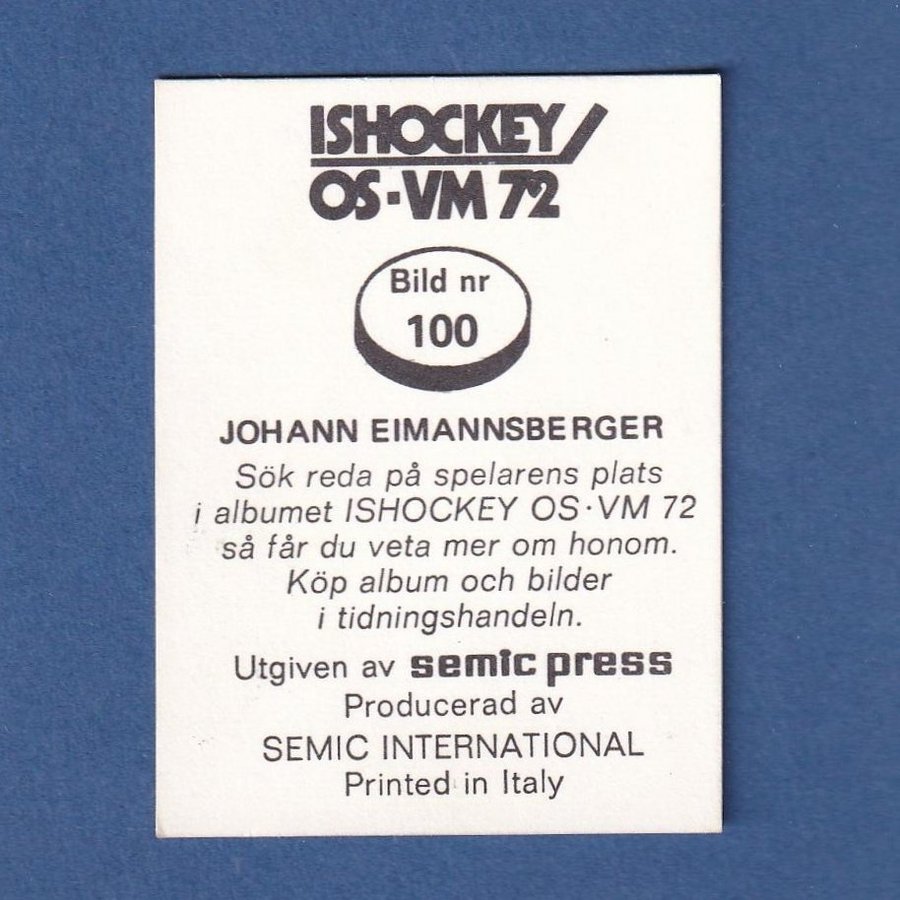 ISHOCKEY
OS·VM 72
Bild nr
100
JOHANN EIMANNSBERGER
Sök reda på spelarens plats
i albumet ISHOCKEY OS·VM 72
så får du veta mer om honom.
Köp album och bilder
i tidningshandeln.
Utgiven av semic press
Producerad av
SEMIC INTERNATIONAL
Printed in Italy